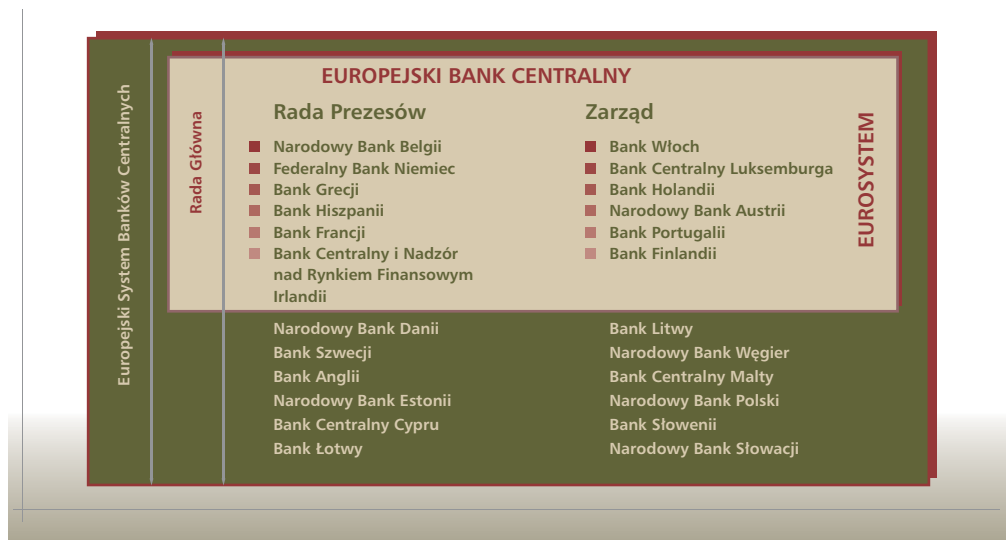 Europejski System Banków Centralnych
Rada Główna
EUROPEJSKI BANK CENTRALNY
Rada Prezesów
Narodowy Bank Belgii
Federalny Bank Niemiec
Bank Grecji
Bank Hiszpanii
Bank Francji
Bank Centralny i Nadzór
nad Rynkiem Finansowym
Irlandii
Zarząd
Bank Włoch
Bank Centralny Luksemburga
Bank Holandii
Narodowy Bank Austrii
Bank Portugalii
Bank Finlandii
EUROSYSTEM
Narodowy Bank Danii
Bank Szwecji
Bank Anglii
Narodowy Bank Estonii
Bank Centralny Cypru
Bank Łotwy
Bank Litwy
Narodowy Bank Węgier
Bank Centralny Malty
Narodowy Bank Polski
Bank Słowenii
Narodowy Bank Słowacji